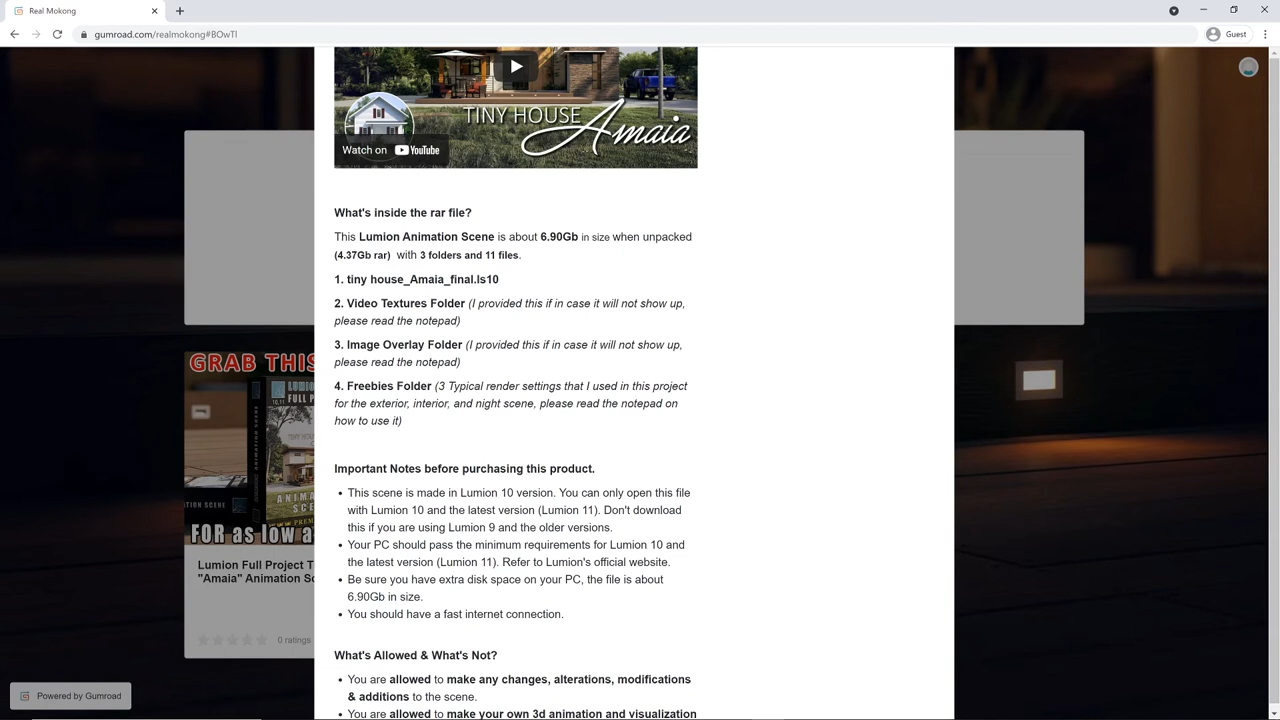 Real Mokong
gumroad.com/realmokong#BOwTI
Guest
TINY HOUSE
Amaia
Watch on YouTube
What's inside the rar file?
This Lumion Animation Scene is about 6.90Gb in size when unpacked
(4.37Gb rar) with 3 folders and 11 files.
1. tiny house_Amaia_final.ls10
2. Video Textures Folder (I provided this if in case it will not show up,
please read the notepad)
3. Image Overlay Folder (I provided this if in case it will not show up,
please read the notepad)
4. Freebies Folder (3 Typical render settings that I used in this project
for the exterior, interior, and night scene, please read the notepad on
how to use it)
Important Notes before purchasing this product.
This scene is made in Lumion 10 version. You can only open this file
with Lumion 10 and the latest version (Lumion 11). Don't download
this if you are using Lumion 9 and the older versions.
Your PC should pass the minimum requirements for Lumion 10 and
the latest version (Lumion 11). Refer to Lumion's official website.
Be sure you have extra disk space on your PC, the file is about
6.90Gb in size.
You should have a fast internet connection.
What's Allowed & What's Not?
You are allowed to make any changes, alterations, modifications
& additions to the scene.
You are allowed to make your own 3d animation and visualization
GRAB THIS
FOR as low a
Lumion Full Project T
"Amaia" Animation Sc
0 ratings
Powered by Gumroad